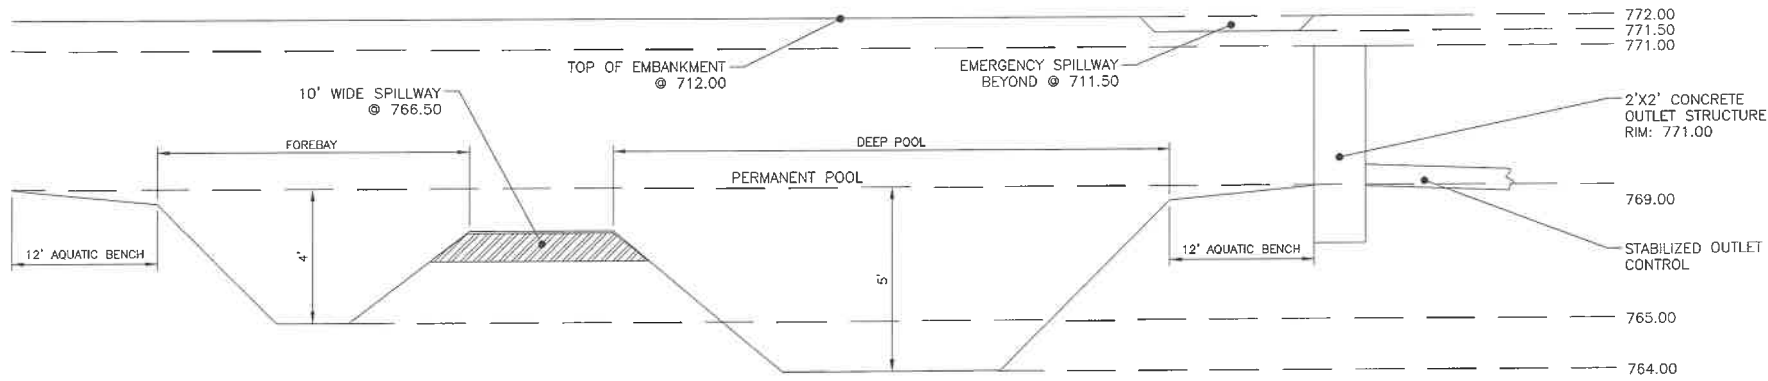 772.00
771.50
771.00
TOP OF EMBANKMENT
@ 712.00
EMERGENCY SPILLWAY
BEYOND @ 711.50
10' WIDE SPILLWAY
@ 766.50
2'X2' CONCRETE
OUTLET STRUCTURE
RIM: 771.00
FOREBAY
DEEP POOL
PERMANENT POOL
769.00
12' AQUATIC BENCH
4'
5'
12' AQUATIC BENCH
STABILIZED OUTLET
CONTROL
765.00
764.00